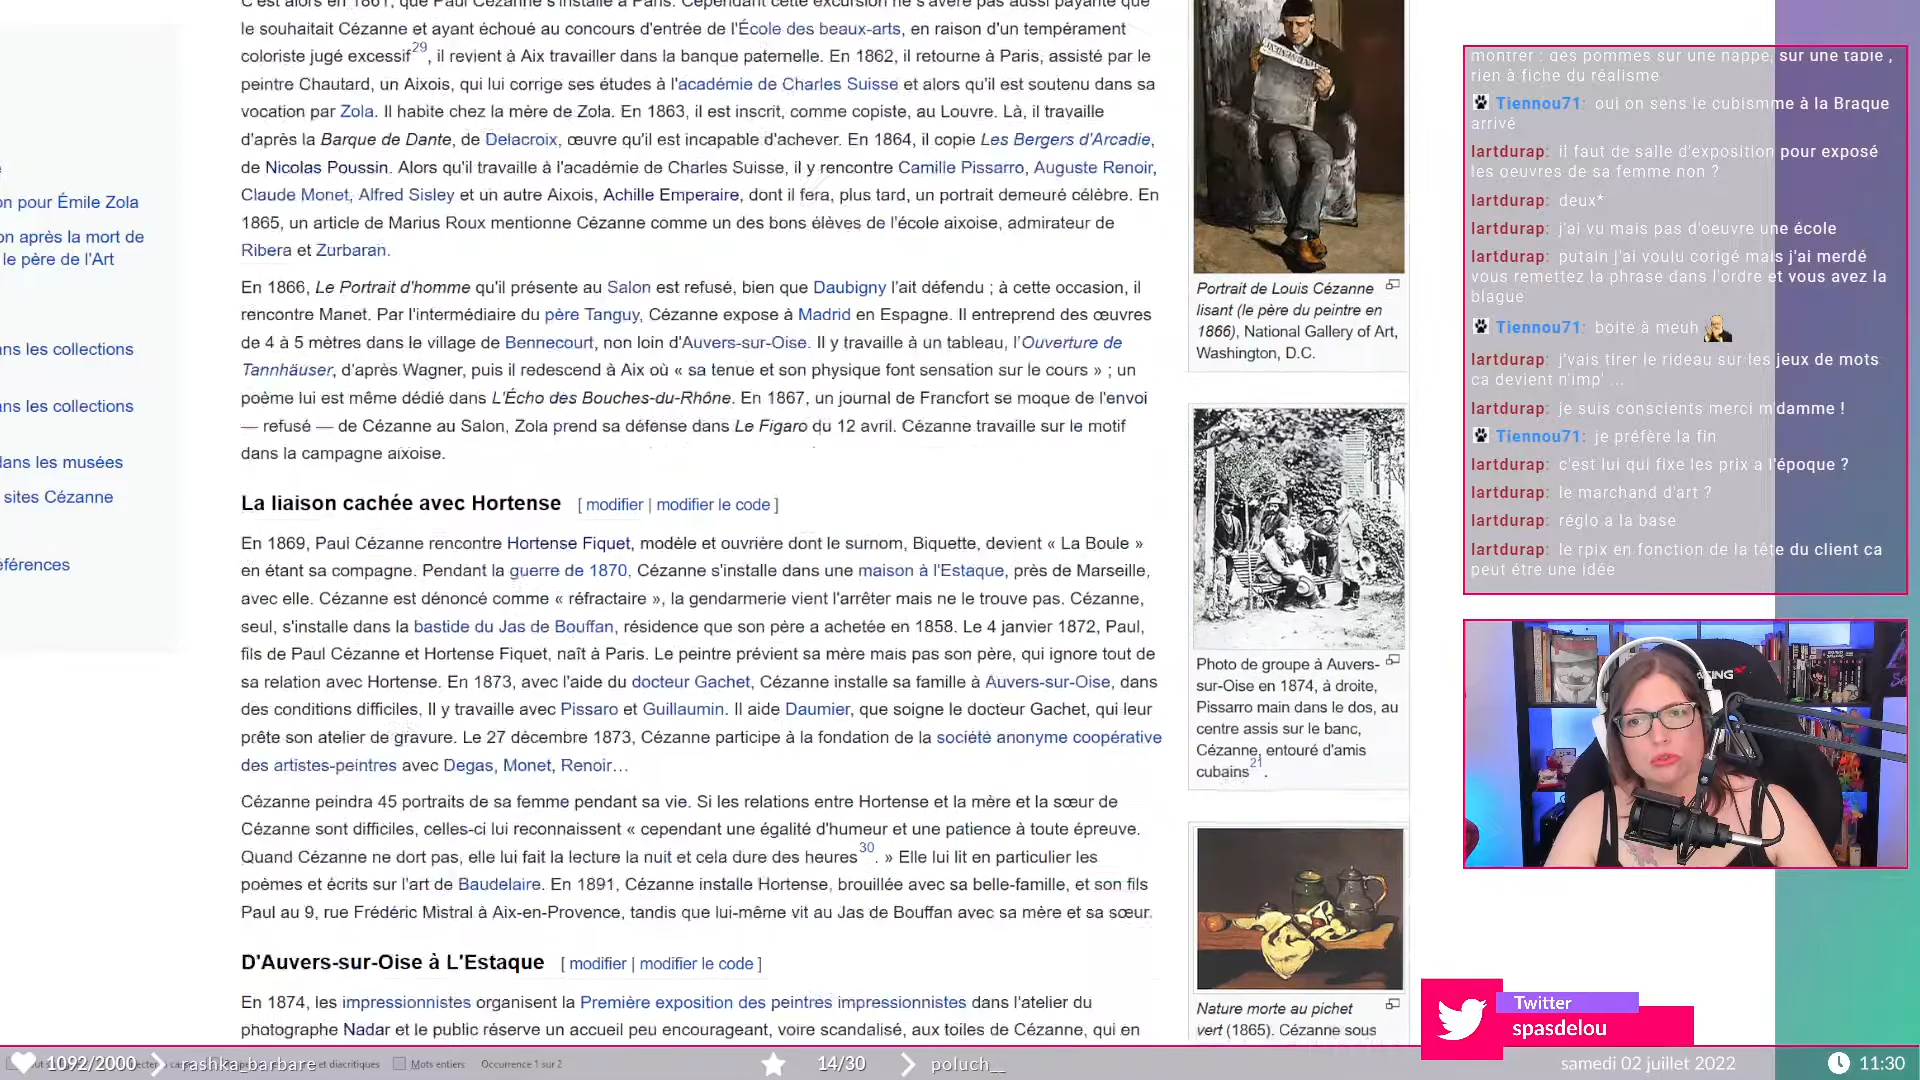 C'est alors en 1861, que Paul Cézanne s'installe à Paris. Cependant cette excursion ne s'avère pas aussi payante que
le souhaitait Cézanne et ayant échoué au concours d'entrée de l'École des beaux-arts, en raison d'un tempérament
coloriste jugé excessif29, il revient à Aix travailler dans la banque paternelle. En 1862, il retourne à Paris, assisté par le
peintre Chautard, un Aixois, qui lui corrige ses études à l'académie de Charles Suisse et alors qu'il est soutenu dans sa
vocation par Zola. Il habite chez la mère de Zola. En 1863, il est inscrit, comme copiste, au Louvre. Là, il travaille
d'après la Barque de Dante, de Delacroix, œuvre qu'il est incapable d'achever. En 1864, il copie Les Bergers d'Arcadie,
de Nicolas Poussin. Alors qu'il travaille à l'académie de Charles Suisse, il y rencontre Camille Pissarro, Auguste Renoir,
Claude Monet, Alfred Sisley et un autre Aixois, Achille Emperaire, dont il fera, plus tard, un portrait demeuré célèbre. En
1865, un article de Marius Roux mentionne Cézanne comme un des bons élèves de l'école aixoise, admirateur de
Ribera et Zurbaran.
En 1866, Le Portrait d'homme qu'il présente au Salon est refusé, bien que Daubigny l'ait défendu ; à cette occasion, il
rencontre Manet. Par l'intermédiaire du père Tanguy, Cézanne expose à Madrid en Espagne. Il entreprend des œuvres
de 4 à 5 mètres dans le village de Bennecourt, non loin d'Auvers-sur-Oise. Il y travaille à un tableau, l'Ouverture de
Tannhäuser, d'après Wagner, puis il redescend à Aix où « sa tenue et son physique font sensation sur le cours » ; un
poème lui est même dédié dans L'Écho des Bouches-du-Rhône. En 1867, un journal de Francfort se moque de l'envoi
— refusé — de Cézanne au Salon, Zola prend sa défense dans Le Figaro du 12 avril. Cézanne travaille sur le motif
dans la campagne aixoise.
La liaison cachée avec Hortense [ modifier | modifier le code ]
En 1869, Paul Cézanne rencontre Hortense Fiquet, modèle et ouvrière dont le surnom, Biquette, devient « La Boule »
en étant sa compagne. Pendant la guerre de 1870, Cézanne s'installe dans une maison à l'Estaque, près de Marseille,
avec elle. Cézanne est dénoncé comme « réfractaire », la gendarmerie vient l'arrêter mais ne le trouve pas. Cézanne,
seul, s'installe dans la bastide du Jas de Bouffan, résidence que son père a achetée en 1858. Le 4 janvier 1872, Paul,
fils de Paul Cézanne et Hortense Fiquet, naît à Paris. Le peintre prévient sa mère mais pas son père, qui ignore tout de
sa relation avec Hortense. En 1873, avec l'aide du docteur Gachet, Cézanne installe sa famille à Auvers-sur-Oise, dans
des conditions difficiles. Il y travaille avec Pissaro et Guillaumin. Il aide Daumier, que soigne le docteur Gachet, qui leur
prête son atelier de gravure. Le 27 décembre 1873, Cézanne participe à la fondation de la société anonyme coopérative
des artistes-peintres avec Degas, Monet, Renoir…
Cézanne peindra 45 portraits de sa femme pendant sa vie. Si les relations entre Hortense et la mère et la sœur de
Cézanne sont difficiles, celles-ci lui reconnaissent « cependant une égalité d'humeur et une patience à toute épreuve.
Quand Cézanne ne dort pas, elle lui fait la lecture la nuit et cela dure des heures30. » Elle lui lit en particulier les
poèmes et écrits sur l'art de Baudelaire. En 1891, Cézanne installe Hortense, brouillée avec sa belle-famille, et son fils
Paul au 9, rue Frédéric Mistral à Aix-en-Provence, tandis que lui-même vit au Jas de Bouffan avec sa mère et sa sœur.
D'Auvers-sur-Oise à L'Estaque [ modifier | modifier le code ]
En 1874, les impressionnistes organisent la Première exposition des peintres impressionnistes dans l'atelier du
photographe Nadar et le public réserve un accueil peu encourageant, voire scandalisé, aux toiles de Cézanne, qui en
on pour Émile Zola
on après la mort de
le père de l'Art
ans les collections
ans les collections
dans les musées
sites Cézanne
éférences
Portrait de Louis Cézanne
lisant (le père du peintre en
1866), National Gallery of Art,
Washington, D.C.
Photo de groupe à Auvers-
sur-Oise en 1874, à droite,
Pissarro main dans le dos, au
centre assis sur le banc,
Cézanne, entouré d'amis
cubains21.
Nature morte au pichet
vert (1865). Cézanne sous
montrer : des pommes sur une nappe, sur une table ,
rien à fiche du réalisme
Tiennou71: oui on sens le cubismme à la Braque
arrivé
lartdurap: il faut de salle d'exposition pour exposé
les oeuvres de sa femme non ?
lartdurap: deux*
lartdurap: j'ai vu mais pas d'oeuvre une école
lartdurap: putain j'ai voulu corigé mais j'ai merdé
vous remettez la phrase dans l'ordre et vous avez la
blague
Tiennou71: boite à meuh
lartdurap: j'vais tirer le rideau sur les jeux de mots
ca devient n'imp' ...
lartdurap: je suis conscients merci m'damme !
Tiennou71: je préfère la fin
lartdurap: c'est lui qui fixe les prix a l'époque ?
lartdurap: le marchand d'art ?
lartdurap: réglo a la base
lartdurap: le rpix en fonction de la tête du client ca
peut étre une idée
Twitter
spasdelou
1092/2000 rashka_barbare et diacritiques Mots entiers Occurrence 1 sur 2 14/30 poluch__ samedi 02 juillet 2022 11:30